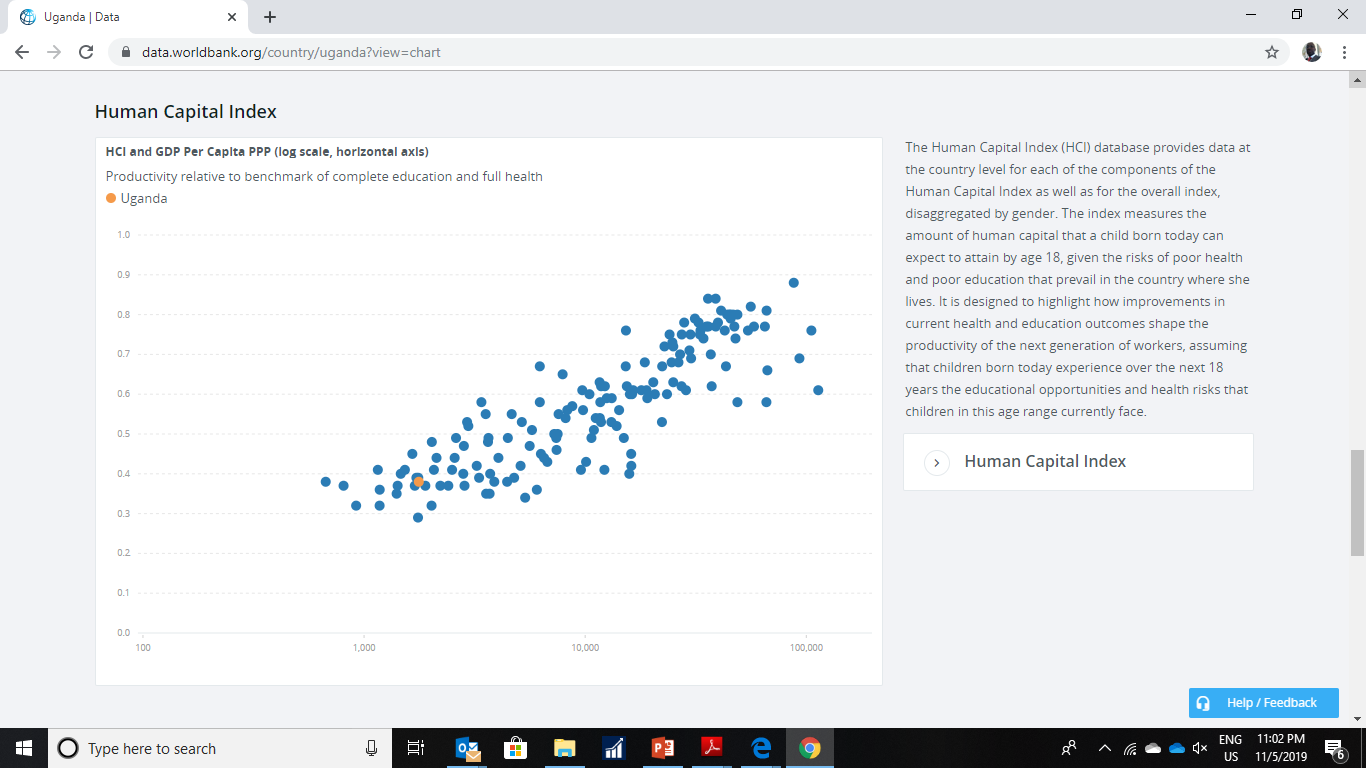 Uganda | Data
data.worldbank.org/country/uganda?view=chart
Human Capital Index
HCI and GDP Per Capita PPP (log scale, horizontal axis)
Productivity relative to benchmark of complete education and full health
Uganda
1.0
0.9
0.8
0.7
0.6
0.5
0.4
0.3
0.2
0.1
0.0
100 1,000 10,000 100,000
The Human Capital Index (HCI) database provides data at
the country level for each of the components of the
Human Capital Index as well as for the overall index,
disaggregated by gender. The index measures the
amount of human capital that a child born today can
expect to attain by age 18, given the risks of poor health
and poor education that prevail in the country where she
lives. It is designed to highlight how improvements in
current health and education outcomes shape the
productivity of the next generation of workers, assuming
that children born today experience over the next 18
years the educational opportunities and health risks that
children in this age range currently face.
Human Capital Index
Help / Feedback
Type here to search
ENG
US
11:02 PM
11/5/2019
6